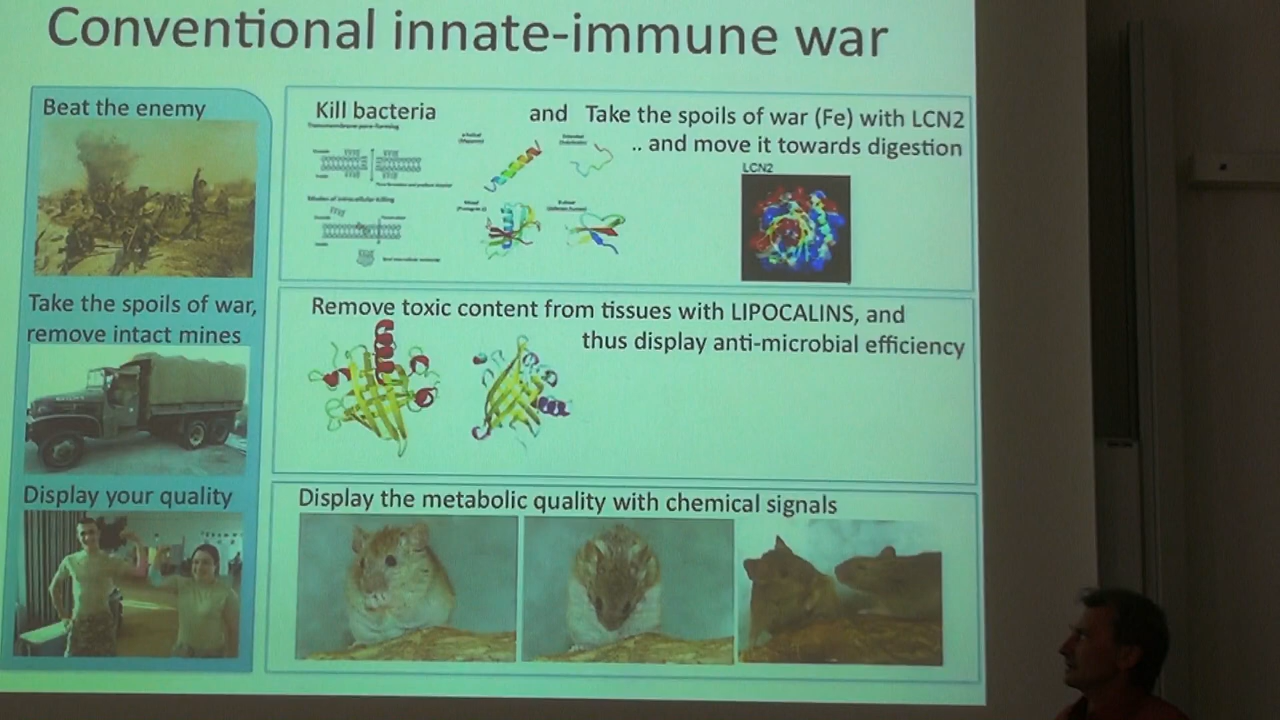 Conventional innate-immune war
Beat the enemy
Kill bacteria
and Take the spoils of war (Fe) with LCN2
.. and move it towards digestion
LCN2
Take the spoils of war,
remove intact mines
Remove toxic content from tissues with LIPOCALINS, and
thus display anti-microbial efficiency
Display your quality
Display the metabolic quality with chemical signals